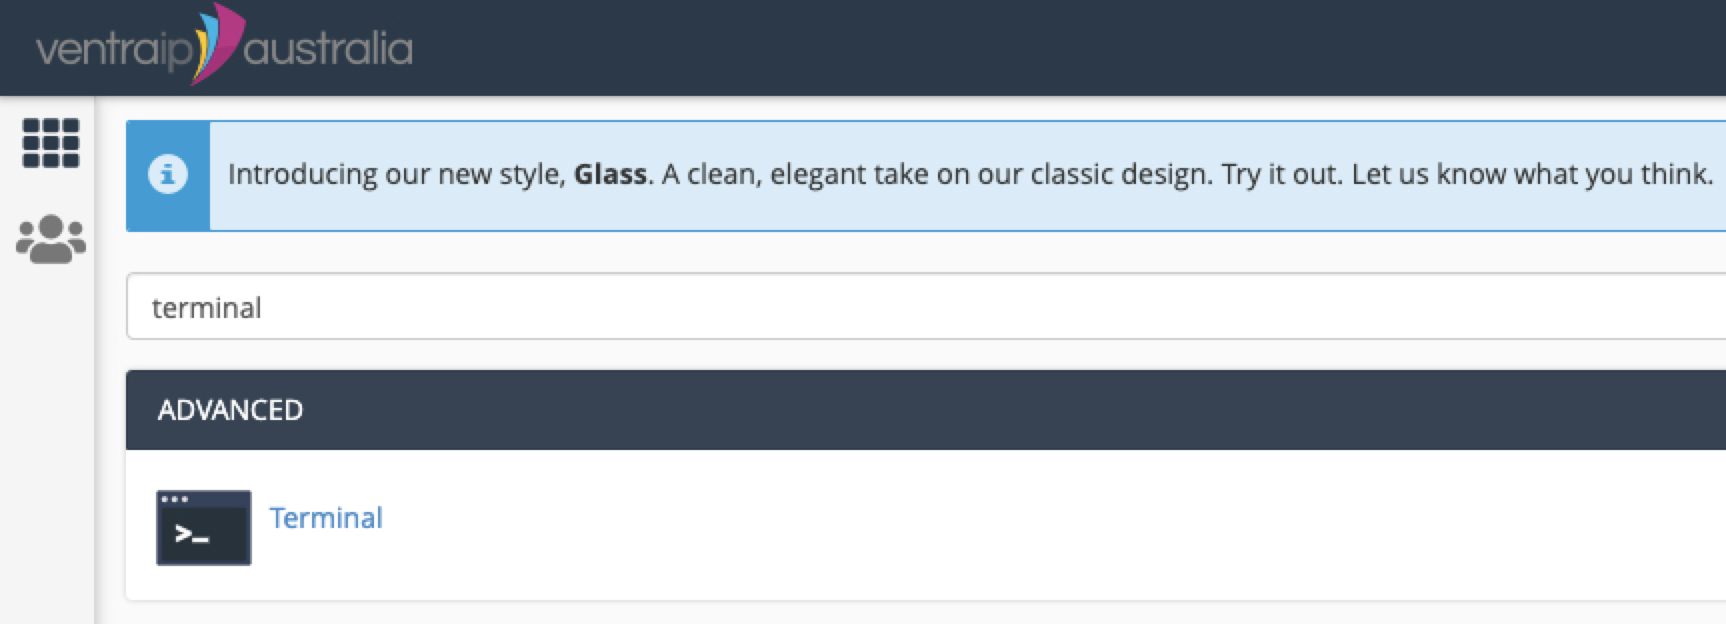 ventraip australia
Introducing our new style, Glass. A clean, elegant take on our classic design. Try it out. Let us know what you think.
terminal
ADVANCED
>_
Terminal